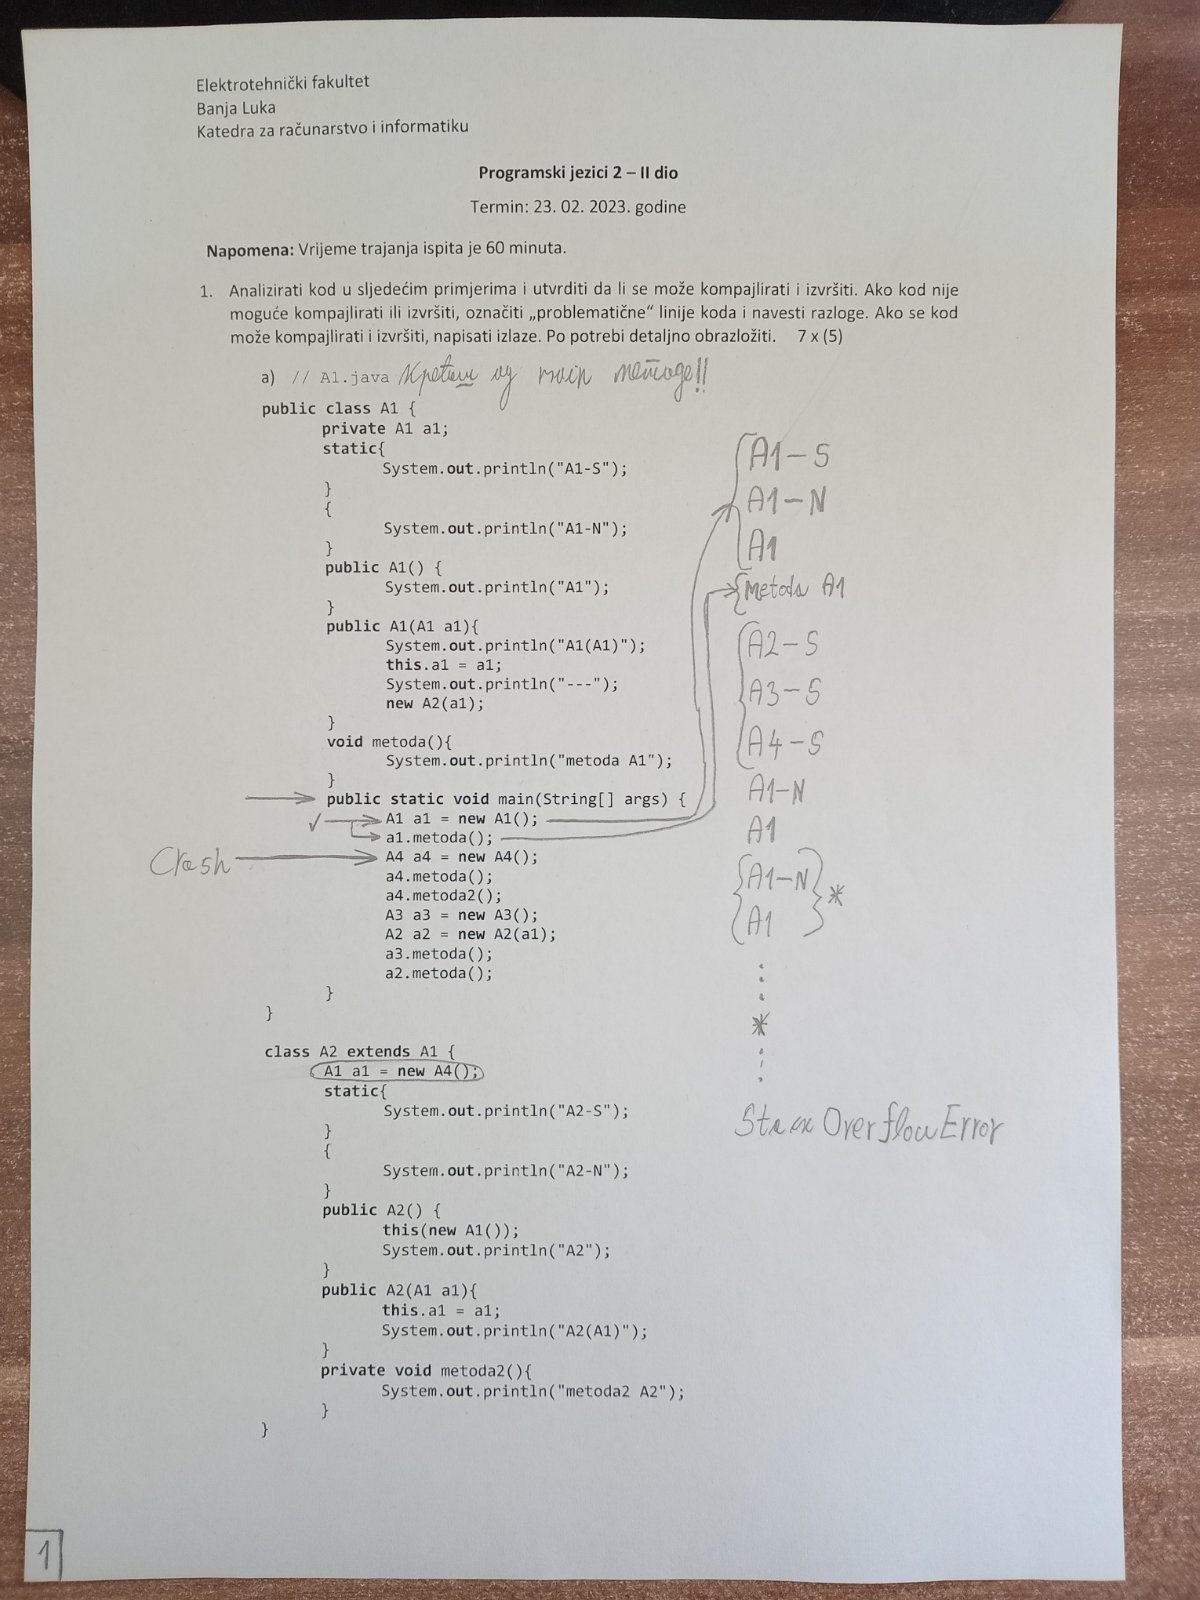 Elektrotehnički fakultet
Banja Luka
Katedra za računarstvo i informatiku
Programski jezici 2 – II dio
Termin: 23. 02. 2023. godine
Napomena: Vrijeme trajanja ispita je 60 minuta.
1. Analizirati kod u sljedećim primjerima i utvrditi da li se može kompajlirati i izvršiti. Ako kod nije
moguće kompajlirati ili izvršiti, označiti „problematične“ linije koda i navesti razloge. Ako se kod
može kompajlirati i izvršiti, napisati izlaze. Po potrebi detaljno obrazložiti. 7 x (5)
a) // A1.java Кренути од main методе!!
public class A1 {
private A1 a1;
static{
System.out.println("A1-S");
}
{
System.out.println("A1-N");
}
public A1() {
System.out.println("A1");
}
public A1(A1 a1){
System.out.println("A1(A1)");
this.a1 = a1;
System.out.println("---");
new A2(a1);
}
void metoda(){
System.out.println("metoda A1");
}
public static void main(String[] args) {
A1 a1 = new A1();
a1.metoda();
Crash A4 a4 = new A4();
a4.metoda();
a4.metoda2();
A3 a3 = new A3();
A2 a2 = new A2(a1);
a3.metoda();
a2.metoda();
}
}
class A2 extends A1 {
A1 a1 = new A4();
static{
System.out.println("A2-S");
}
{
System.out.println("A2-N");
}
public A2() {
this(new A1());
System.out.println("A2");
}
public A2(A1 a1){
this.a1 = a1;
System.out.println("A2(A1)");
}
private void metoda2(){
System.out.println("metoda2 A2");
}
}
A1-S
A1-N
A1
Metoda A1
A2-S
A3-S
A4-S
A1-N
A1
A1-N
A1 *
*
StackOverflowError
1